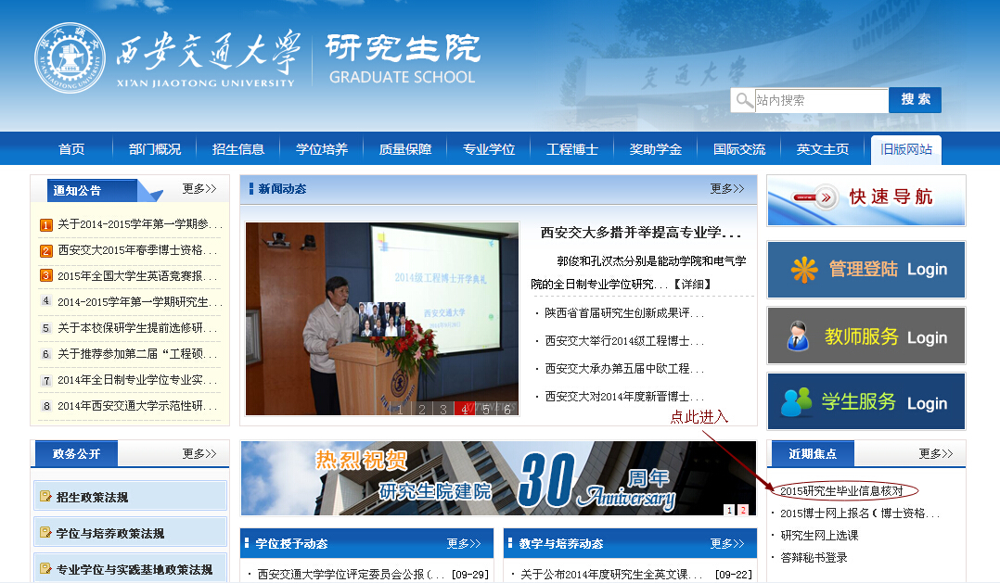 西安交通大学
XI'AN JIAOTONG UNIVERSITY
研究生院
GRADUATE SCHOOL
站内搜索
搜 索
首页 部门概况 招生信息 学位培养 质量保障 专业学位 工程博士 奖助学金 国际交流 英文主页 旧版网站
通知公告 更多>>
1 关于2014-2015学年第一学期参...
2 西安交大2015年春季博士资格...
3 2015年全国大学生英语竞赛报...
4 2014-2015学年第一学期研究生...
5 关于本校保研学生提前选修研...
6 关于推荐参加第二届“工程硕...
7 2014年全日制专业学位专业实...
8 2014年西安交通大学示范性研...
新闻动态 更多>>
2014级工程博士开学典礼
西安交通大学
1 2 3 4 5 6
西安交大多措并举提高专业学...
郭俊和孔汉杰分别是能动学院和电气学
院的全日制专业学位研究...【详细】
· 陕西省首届研究生创新成果评...
· 西安交大举行2014级工程博士...
· 西安交大承办第五届中欧工程...
· 西安交大对2014年度新晋博士...
点此进入
快速导航
管理登陆 Login
教师服务 Login
学生服务 Login
政务公开 更多>>
招生政策法规
学位与培养政策法规
专业学位与实践基地政策法规
热烈祝贺
研究生院建院 30 周年
Anniversary
1 2
学位授予动态 更多>>
· 西安交通大学学位评定委员会公报 (... [09-29]
教学与培养动态 更多>>
· 关于公布2014年度研究生全英文课... [09-22]
近期焦点 更多>>
· 2015研究生毕业信息核对
· 2015博士网上报名 ( 博士资格...
· 研究生网上选课
· 答辩秘书登录